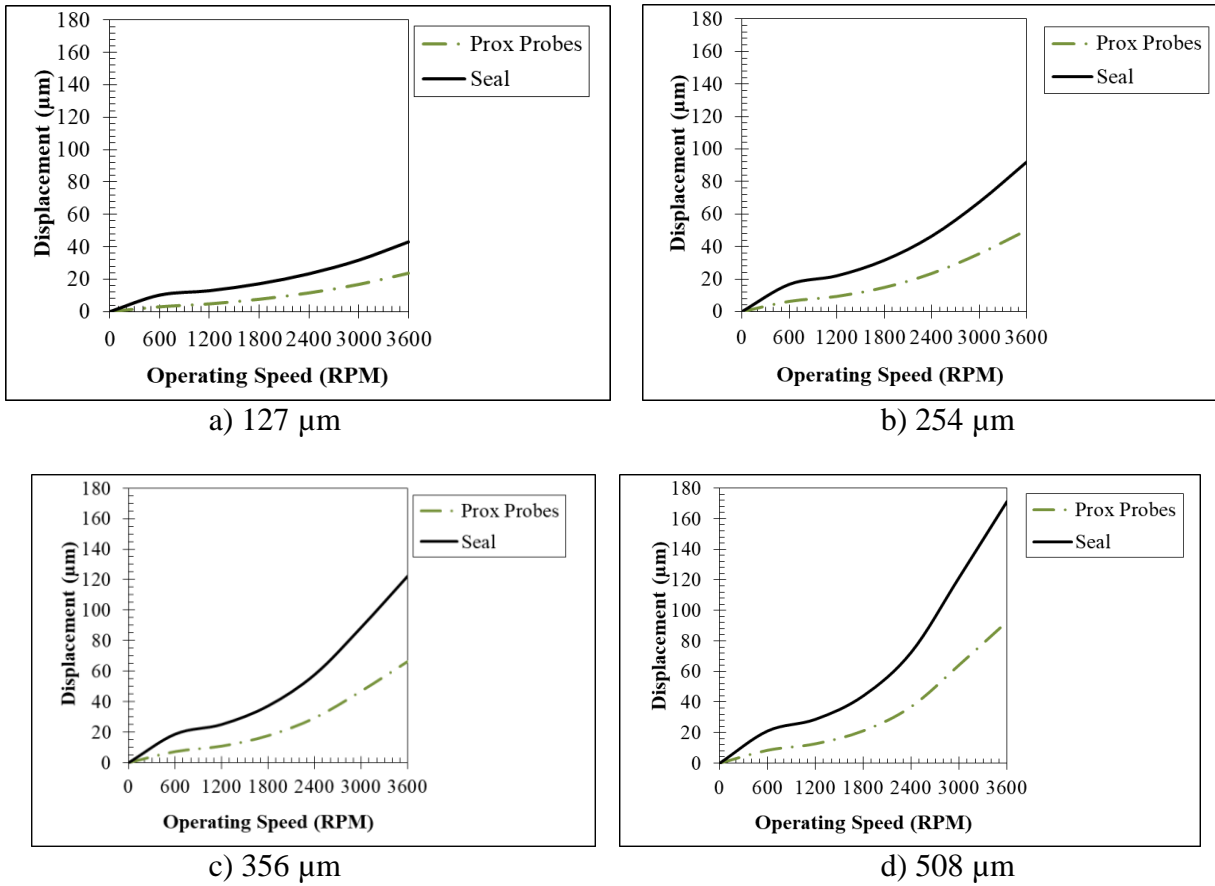 180
160
140
120
100
80
60
40
20
0
Displacement (µm)
0 600 1200 1800 2400 3000 3600
Operating Speed (RPM)
Prox Probes
Seal
a) 127 µm
180
160
140
120
100
80
60
40
20
0
Displacement (µm)
0 600 1200 1800 2400 3000 3600
Operating Speed (RPM)
Prox Probes
Seal
b) 254 µm
180
160
140
120
100
80
60
40
20
0
Displacement (µm)
0 600 1200 1800 2400 3000 3600
Operating Speed (RPM)
Prox Probes
Seal
c) 356 µm
180
160
140
120
100
80
60
40
20
0
Displacement (µm)
0 600 1200 1800 2400 3000 3600
Operating Speed (RPM)
Prox Probes
Seal
d) 508 µm